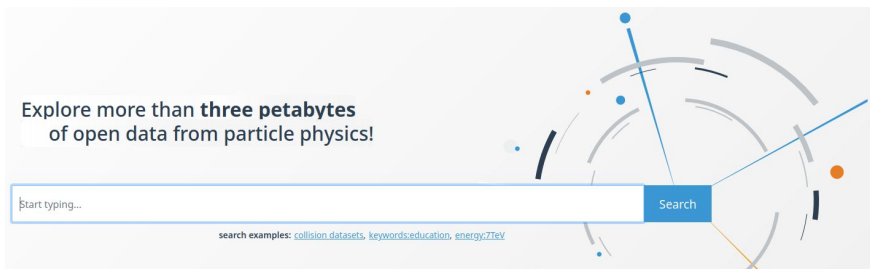 Explore more than three petabytes
of open data from particle physics!
Start typing...
Search
search examples: collision datasets, keywords:education, energy:7TeV